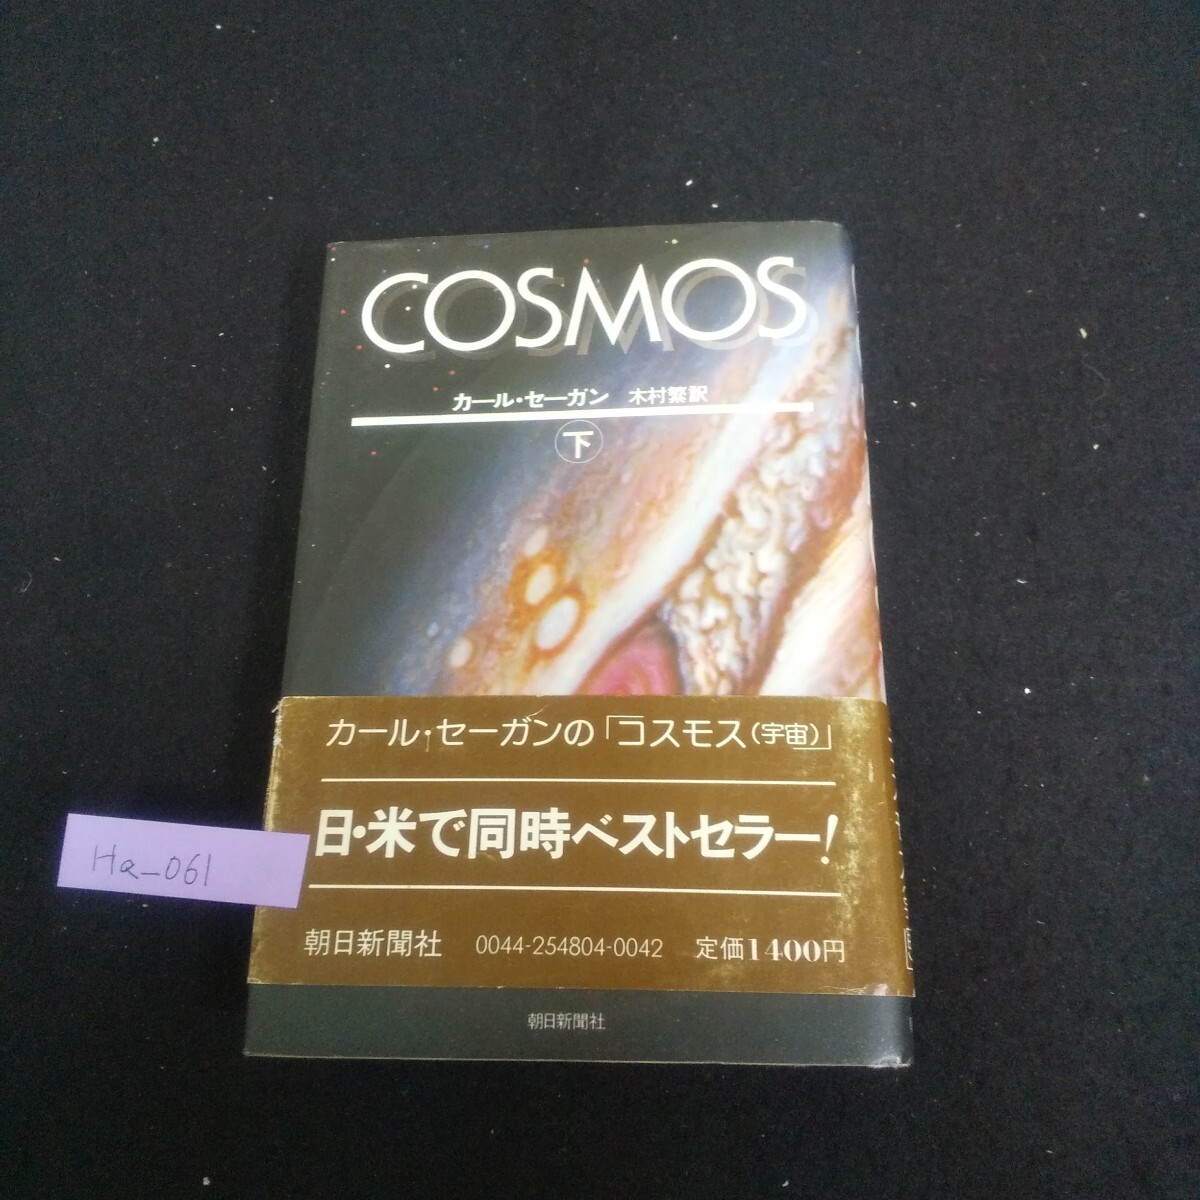 COSMOS
カール・セーガン 木村繁訳
下
カール・セーガンの「コスモス(宇宙)」
日・米で同時ベストセラー!
Ha_061
朝日新聞社 0044-254804-0042 定価1400円
朝日新聞社